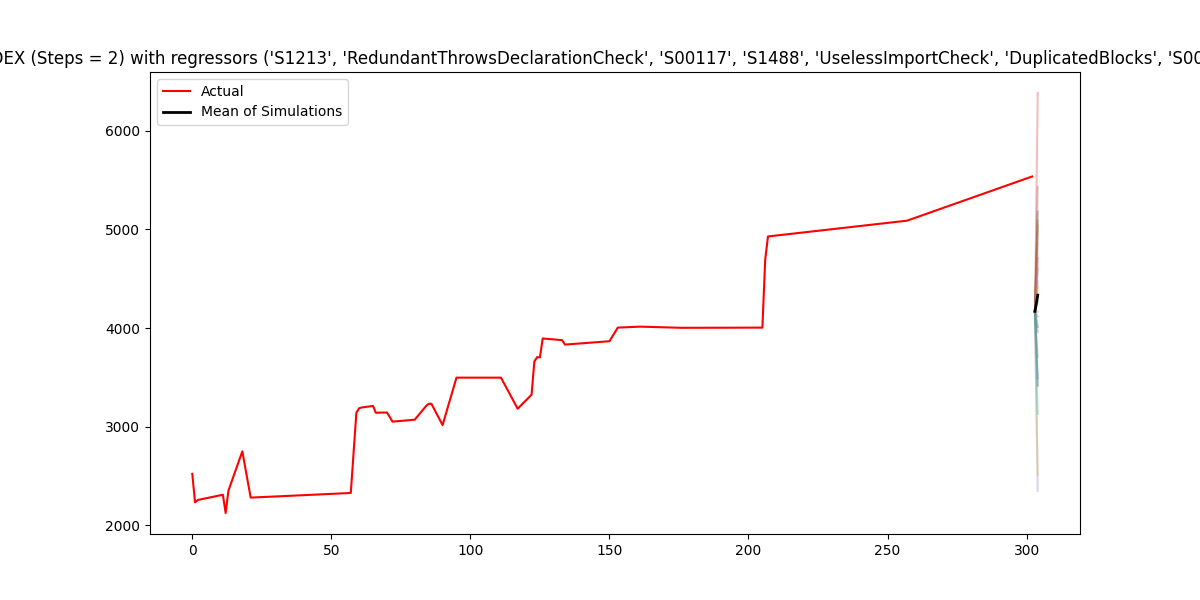 DEX (Steps = 2) with regressors ('S1213', 'RedundantThrowsDeclarationCheck', 'S00117', 'S1488', 'UselessImportCheck', 'DuplicatedBlocks', 'S00
Actual
Mean of Simulations
6000
5000
4000
3000
2000
0 50 100 150 200 250 300